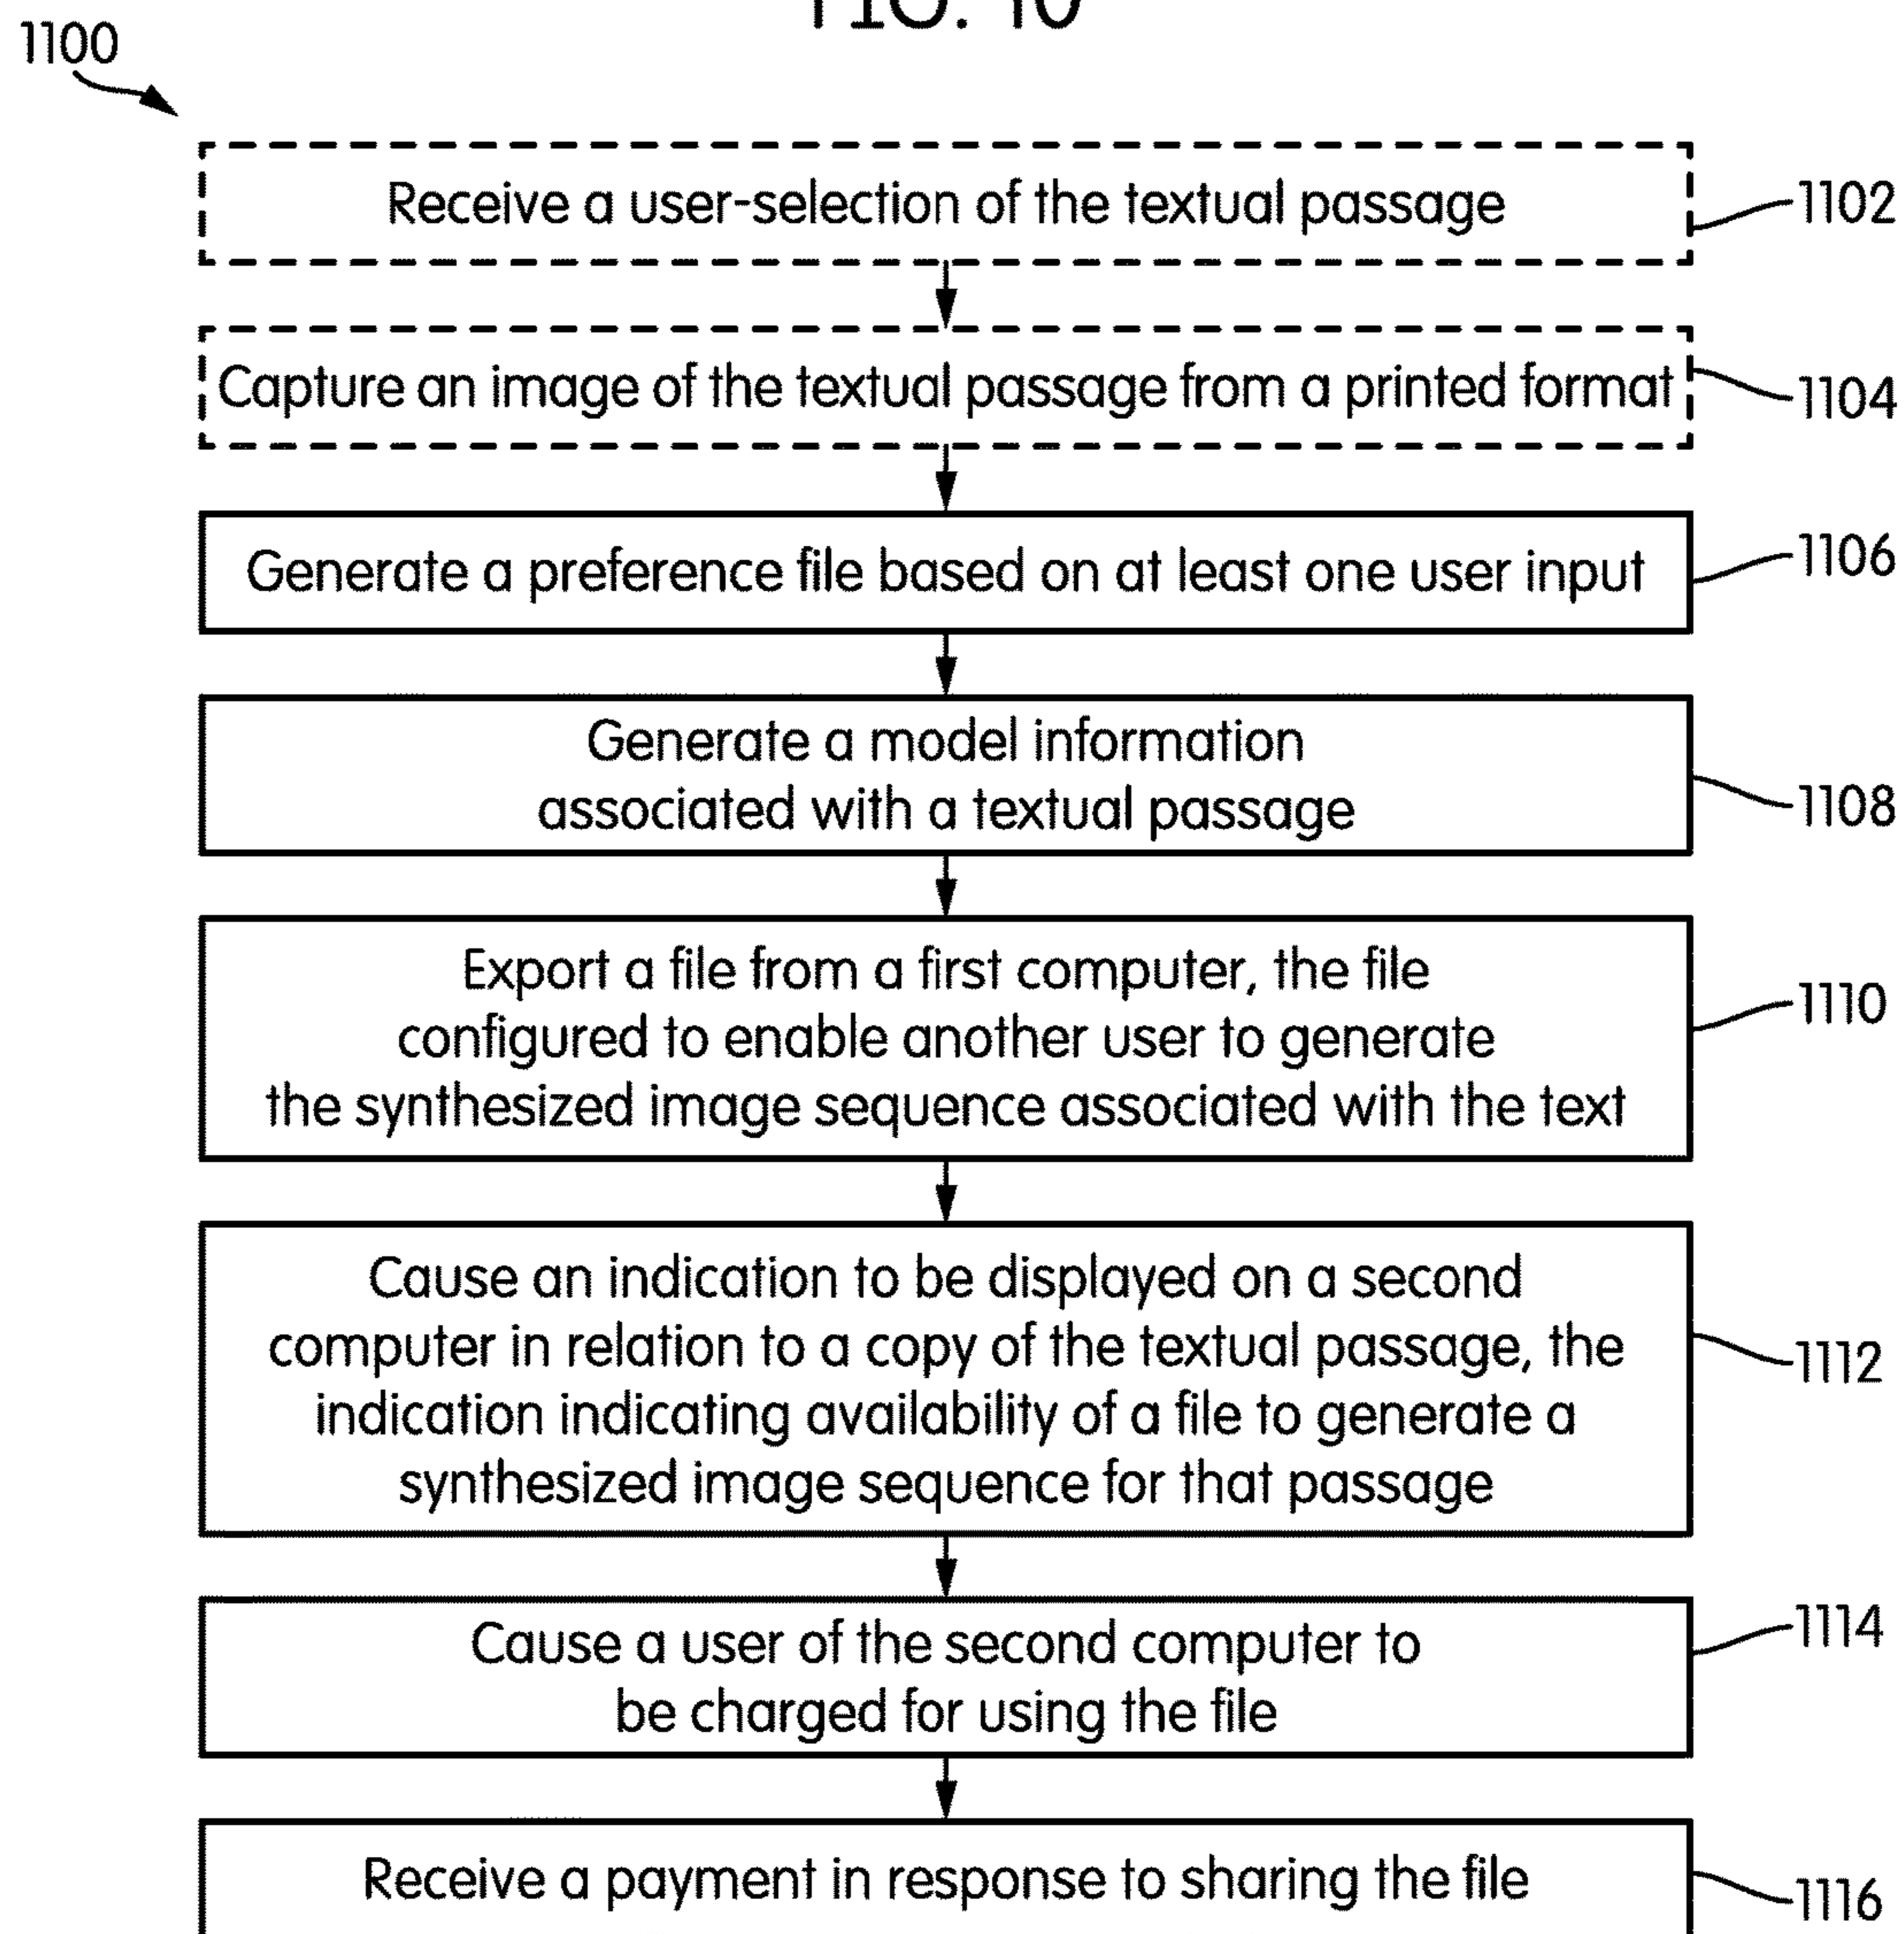 FIG. 10
1100
Receive a user-selection of the textual passage
1102
Capture an image of the textual passage from a printed format
1104
Generate a preference file based on at least one user input
1106
Generate a model information
associated with a textual passage
1108
Export a file from a first computer, the file
configured to enable another user to generate
the synthesized image sequence associated with the text
1110
Cause an indication to be displayed on a second
computer in relation to a copy of the textual passage, the
indication indicating availability of a file to generate a
synthesized image sequence for that passage
1112
Cause a user of the second computer to
be charged for using the file
1114
Receive a payment in response to sharing the file
1116